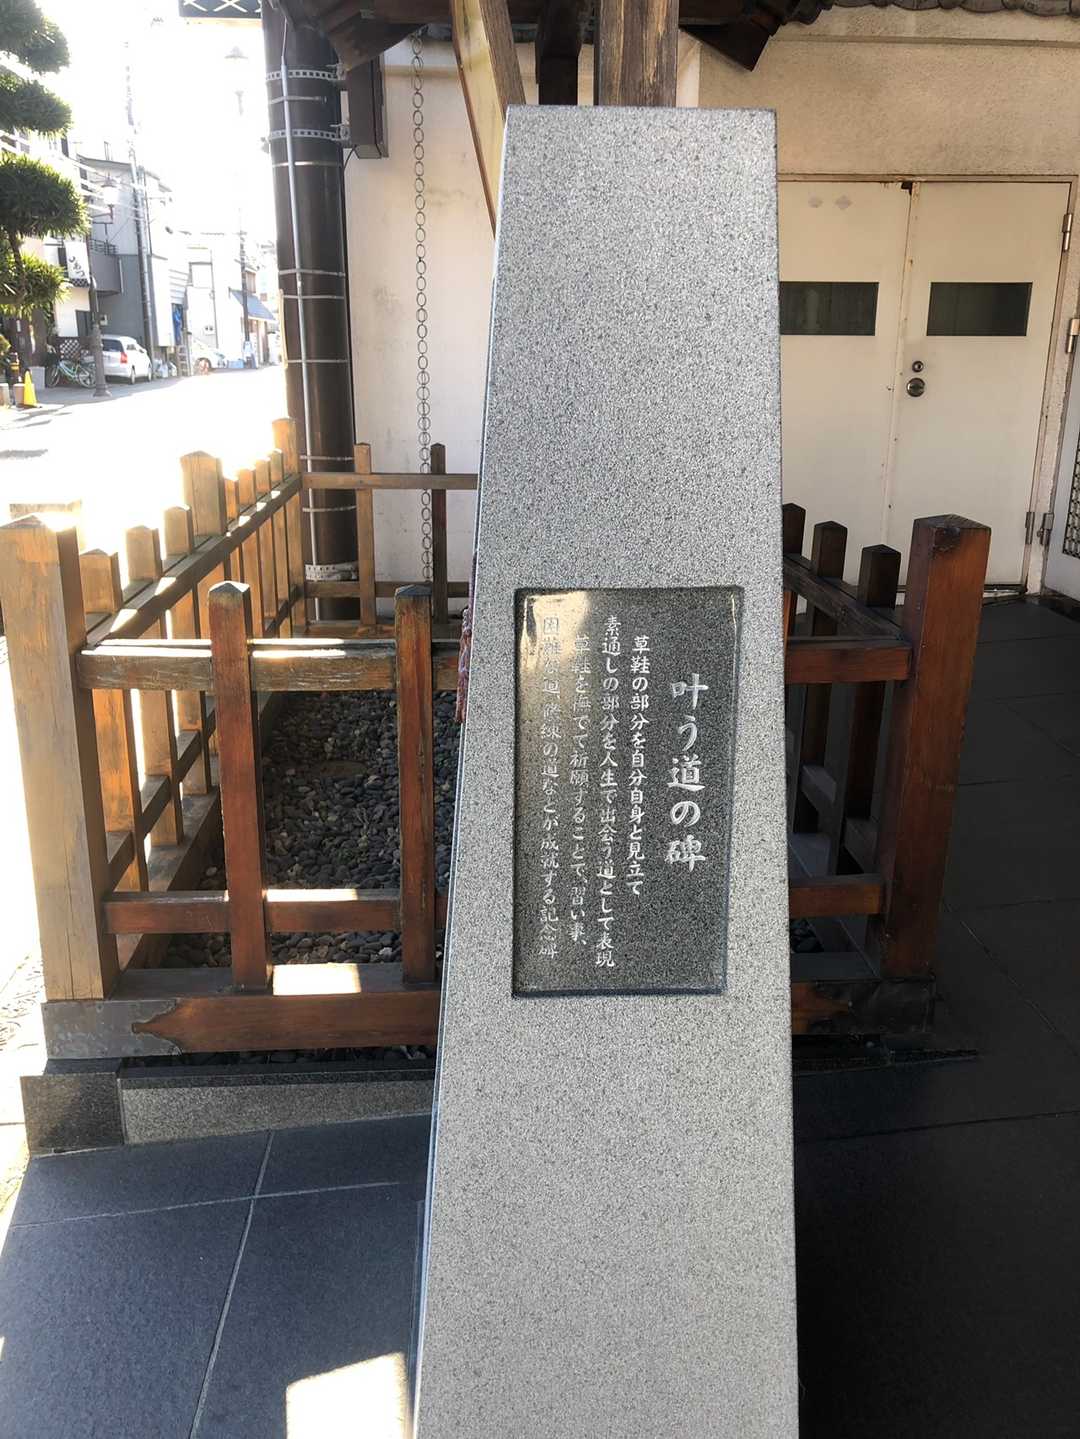 叶う道の碑
草鞋の部分を自分自身と見立て
素通しの部分を人生で出会う道として表現
草鞋を撫でて祈願することで、習い事、
困難な道、修練の道などが成就する記念碑